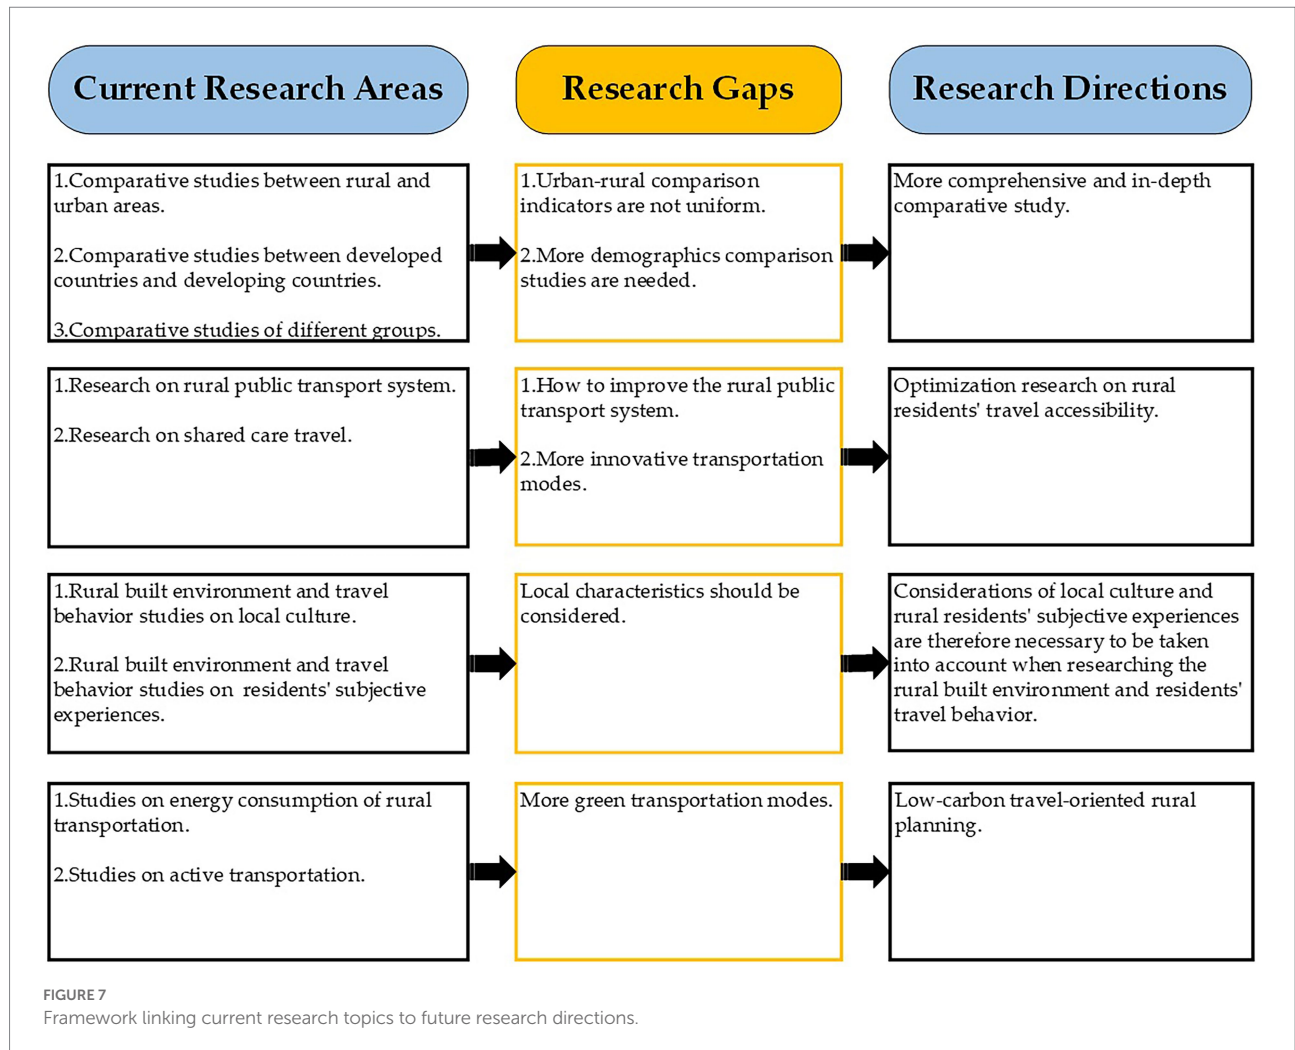 Current Research Areas
Research Gaps
Research Directions
1.Comparative studies between rural and
urban areas.
2.Comparative studies between developed
countries and developing countries.
3.Comparative studies of different groups.
1.Urban-rural comparison
indicators are not uniform.
2.More demographics comparison
studies are needed.
More comprehensive and in-depth
comparative study.
1.Research on rural public transport system.
2.Research on shared care travel.
1.How to improve the rural public
transport system.
2.More innovative transportation
modes.
Optimization research on rural
residents' travel accessibility.
1.Rural built environment and travel
behavior studies on local culture.
2.Rural built environment and travel
behavior studies on residents' subjective
experiences.
Local characteristics should be
considered.
Considerations of local culture and
rural residents' subjective experiences
are therefore necessary to be taken
into account when researching the
rural built environment and residents'
travel behavior.
1.Studies on energy consumption of rural
transportation.
2.Studies on active transportation.
More green transportation modes.
Low-carbon travel-oriented rural
planning.
FIGURE 7
Framework linking current research topics to future research directions.